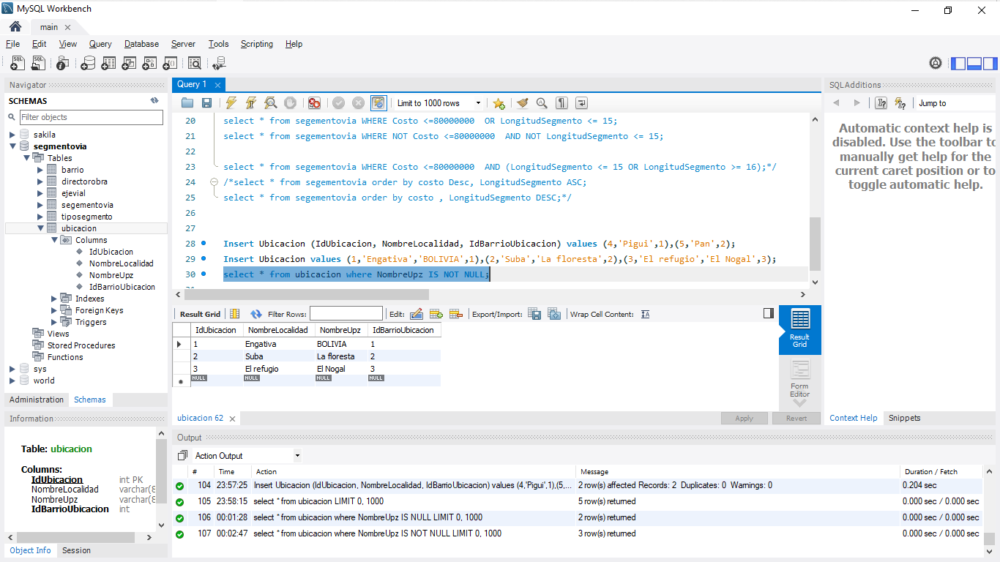 MySQL Workbench
main
File Edit View Query Database Server Tools Scripting Help
Navigator
SCHEMAS
Filter objects
sakila
segmentovia
Tables
barrio
directorobra
ejevial
segementovia
tiposegmento
ubicacion
Columns
IdUbicacion
NombreLocalidad
NombreUpz
IdBarrioUbicacion
Indexes
Foreign Keys
Triggers
Views
Stored Procedures
Functions
sys
world
Administration Schemas
Information
Table: ubicacion
Columns:
IdUbicacion int PK
NombreLocalidad varchar(
NombreUpz varchar(
IdBarrioUbicacion int
Object Info Session
Query 1
Limit to 1000 rows
20 select * from segementovia WHERE Costo <=80000000 OR LongitudSegmento <= 15;
21 select * from segementovia WHERE NOT Costo <=80000000 AND NOT LongitudSegmento <= 15;
22
23 select * from segementovia WHERE Costo <=80000000 AND (LongitudSegmento <= 15 OR LongitudSegmento >= 16);*/
24 /*select * from segementovia order by costo Desc, LongitudSegmento ASC;
25 select * from segementovia order by costo , LongitudSegmento DESC;*/
26
27
28 Insert Ubicacion (IdUbicacion, NombreLocalidad, IdBarrioUbicacion) values (4,'Pigui',1),(5,'Pan',2);
29 Insert Ubicacion values (1,'Engativa','BOLIVIA',1),(2,'Suba','La floresta',2),(3,'El refugio','El Nogal',3);
30 select * from ubicacion where NombreUpz IS NOT NULL;
Result Grid Filter Rows: Edit: Export/Import: Wrap Cell Content:
IdUbicacion NombreLocalidad NombreUpz IdBarrioUbicacion
1 Engativa BOLIVIA 1
2 Suba La floresta 2
3 El refugio El Nogal 3
NULL NULL NULL NULL
Result
Grid
Form
Editor
ubicacion 62
Apply Revert
SQLAdditions
Jump to
Automatic context help is
disabled. Use the toolbar to
manually get help for the
current caret position or to
toggle automatic help.
Context Help Snippets
Output
Action Output
# Time Action Message Duration / Fetch
104 23:57:25 Insert Ubicacion (IdUbicacion, NombreLocalidad, IdBarrioUbicacion) values (4,'Pigui',1),(5,... 2 row(s) affected Records: 2 Duplicates: 0 Warnings: 0 0.204 sec
105 23:58:15 select * from ubicacion LIMIT 0, 1000 5 row(s) returned 0.000 sec / 0.000 sec
106 00:01:28 select * from ubicacion where NombreUpz IS NULL LIMIT 0, 1000 2 row(s) returned 0.000 sec / 0.000 sec
107 00:02:47 select * from ubicacion where NombreUpz IS NOT NULL LIMIT 0, 1000 3 row(s) returned 0.000 sec / 0.000 sec